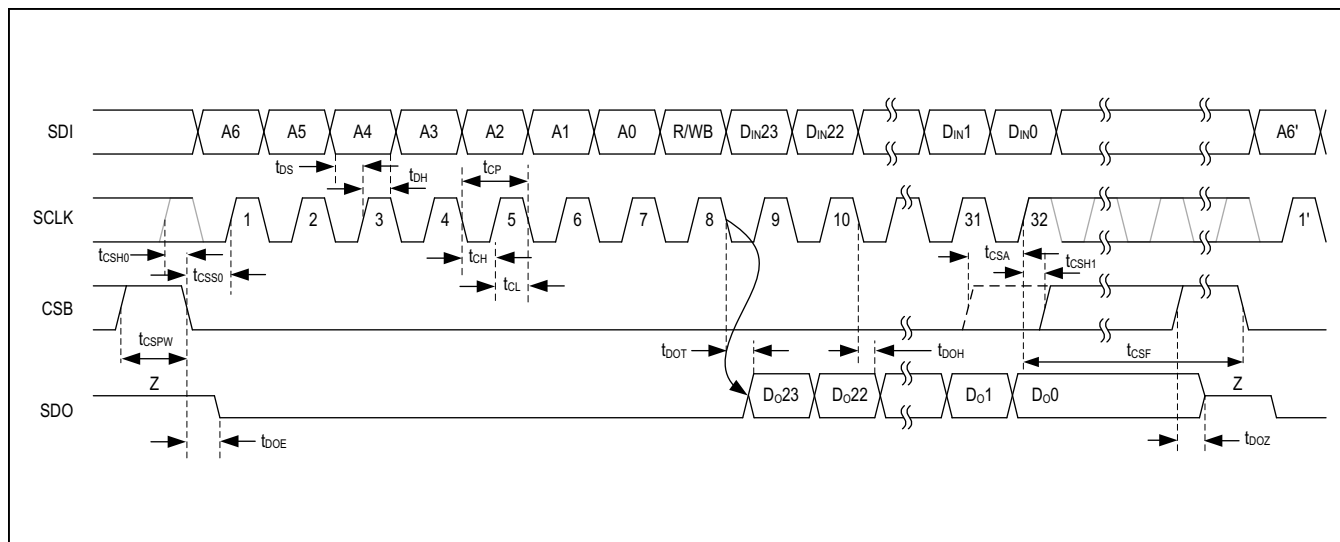 SDI A6 A5 A4 A3 A2 A1 A0 R/WB DIN23 DIN22 DIN1 DIN0 A6'
tDS tDH tCP
SCLK 1 2 3 4 5 6 7 8 9 10 31 32 1'
tCSH0 tCSS0 tCH tCL tCSA tCSH1
CSB
tCSPW tDOT tDOH tCSF
SDO Z DO23 DO22 DO1 DO0 Z
tDOE tDOZ